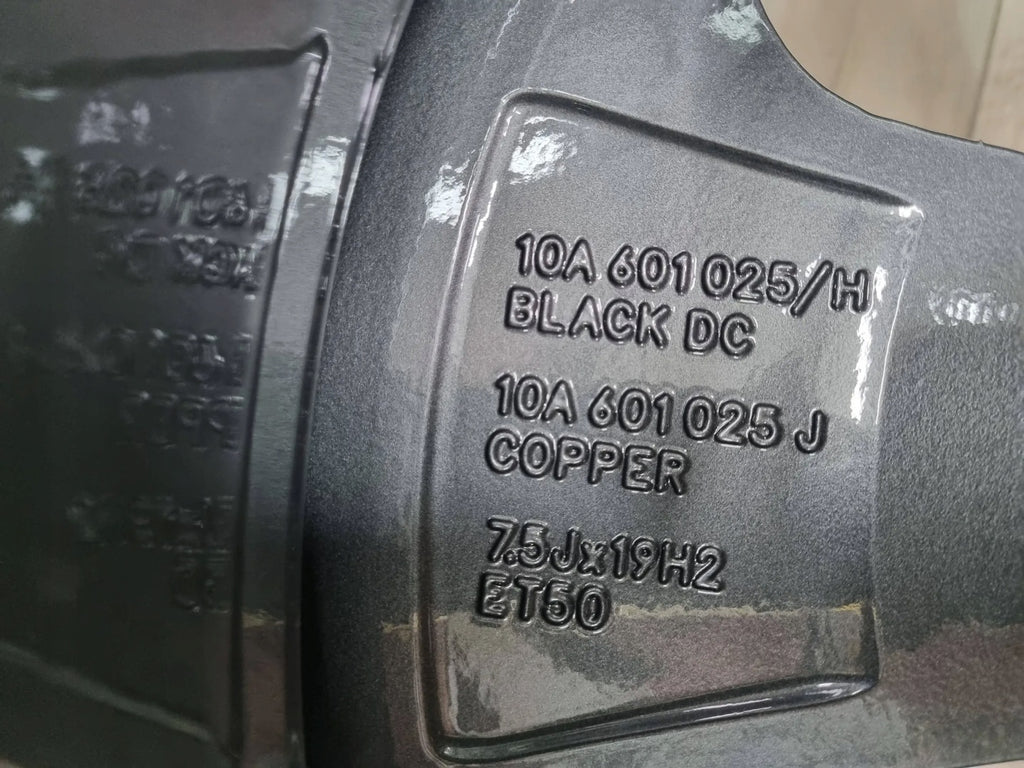 10A 601 025/H
BLACK DC
10A 601 025 J
COPPER
7.5Jx19H2
ET50